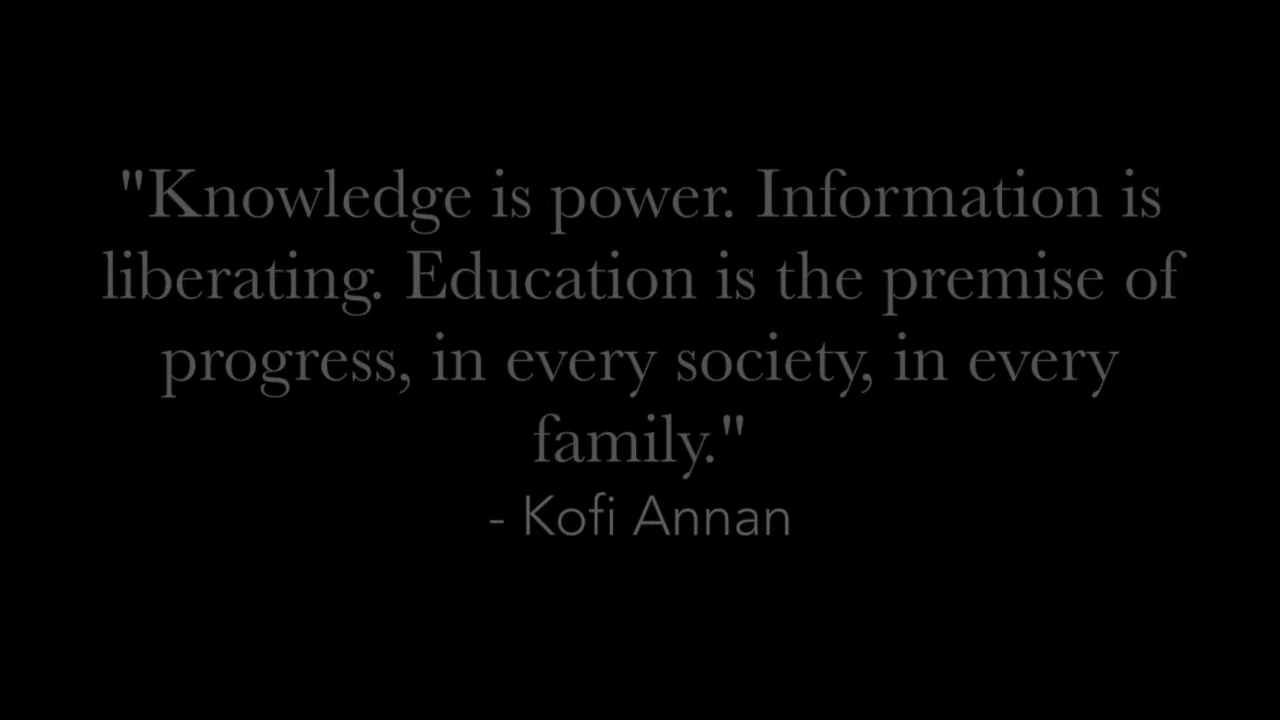 "Knowledge is power. Information is
liberating. Education is the premise of
progress, in every society, in every
family."
- Kofi Annan